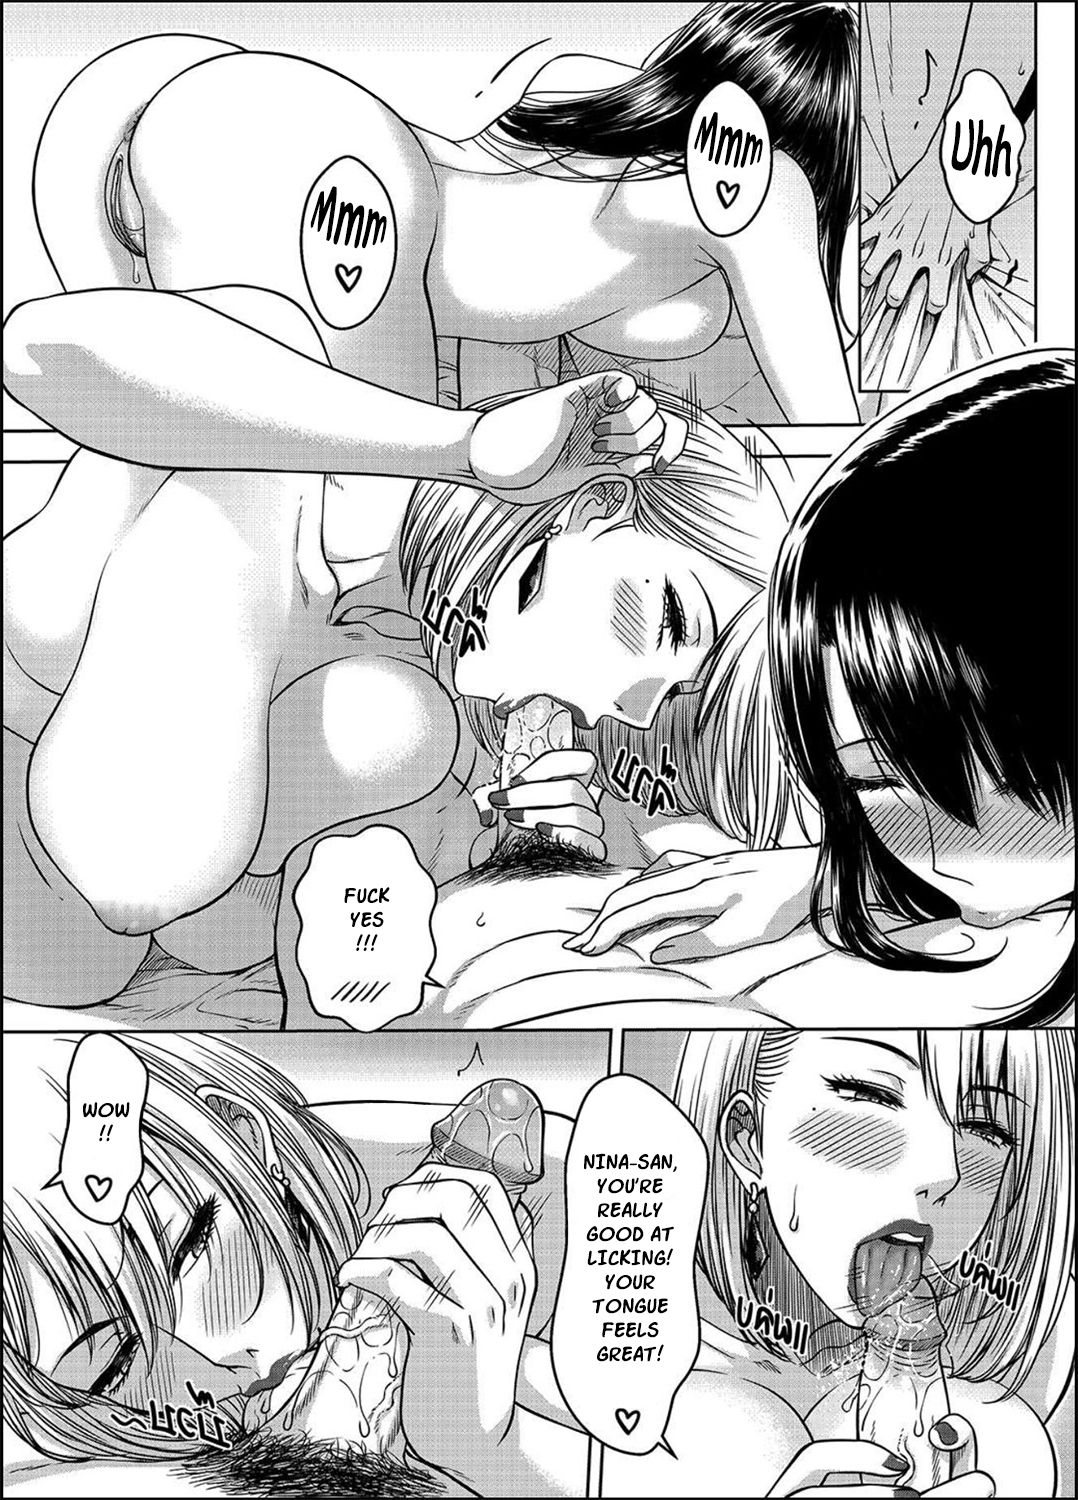 Mmm
Mmm
Uhh
FUCK
YES
!!!
WOW
!!
NINA-SAN,
YOU'RE
REALLY
GOOD AT
LICKING!
YOUR
TONGUE
FEELS
GREAT!